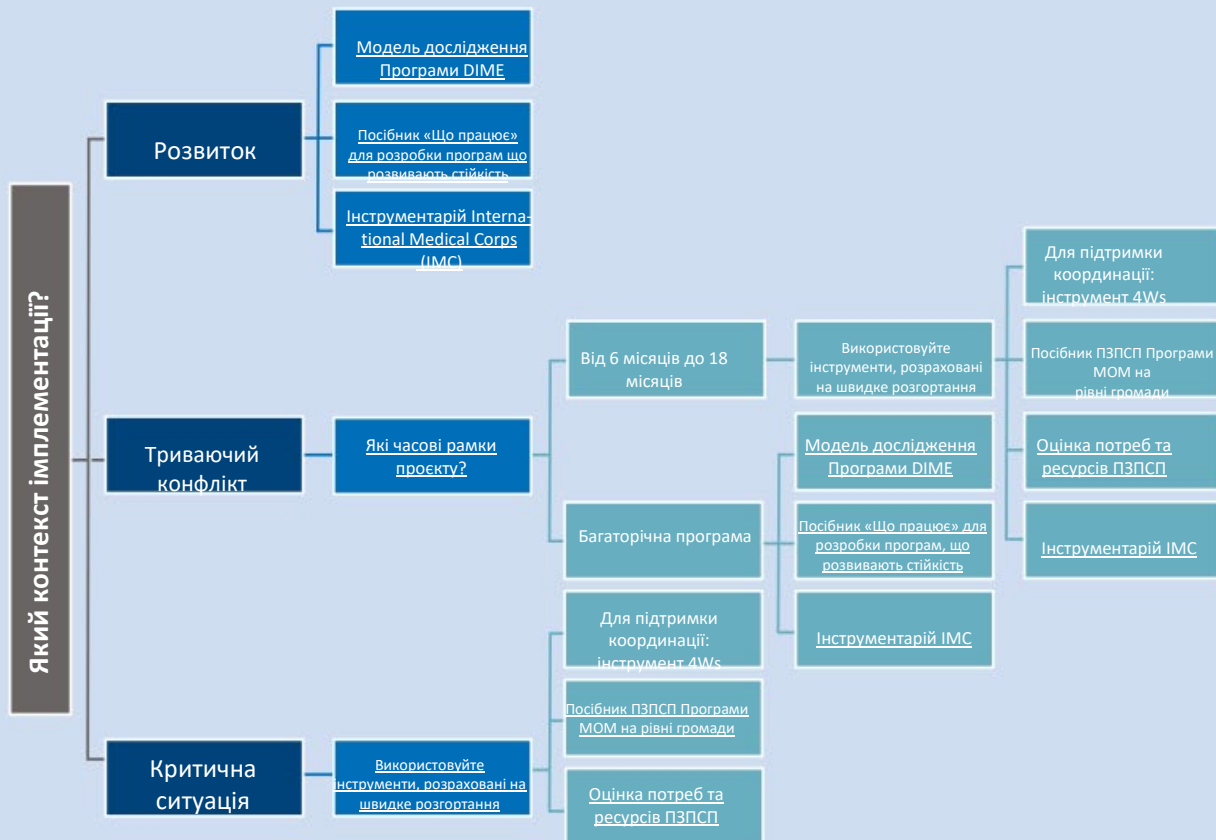 Який контекст імплементації?
Розвиток
Модель дослідження
Програми DIME
Посібник «Що працює»
для розробки програм що
розвивають стійкість
Інструментарій Interna-
tional Medical Corps
(IMC)
Триваючий
конфлікт
Які часові рамки
проєкту?
Від 6 місяців до 18
місяців
Використовуйте
інструменти, розраховані
на швидке розгортання
Для підтримки
координації:
інструмент 4Ws
Посібник ПЗПСП Програми
МОМ на
рівні громади
Оцінка потреб та
ресурсів ПЗПСП
Інструментарій IMC
Багаторічна програма
Модель дослідження
Програми DIME
Посібник «Що працює» для
розробки програм, що
розвивають стійкість
Інструментарій IMC
Критична
ситуація
Використовуйте
інструменти, розраховані на
швидке розгортання
Для підтримки
координації:
інструмент 4Ws
Посібник ПЗПСП Програми
МОМ на рівні громади
Оцінка потреб та
ресурсів ПЗПСП